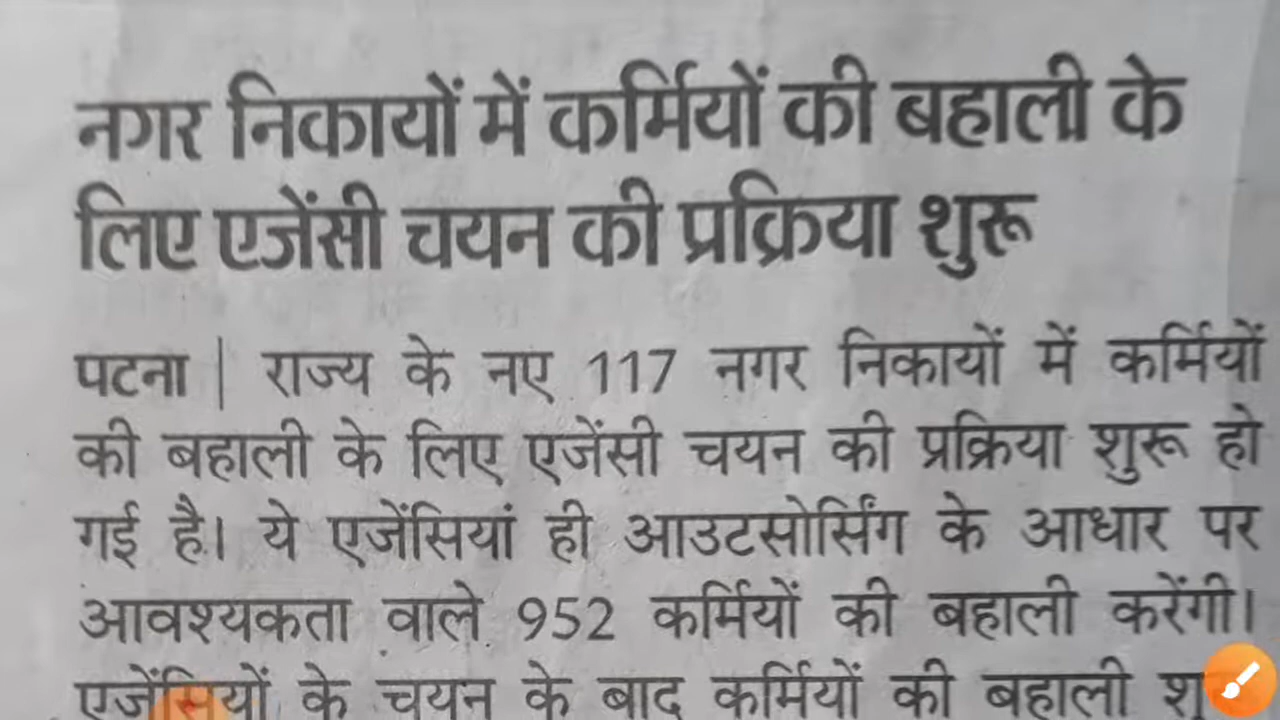 नगर निकायों में कर्मियों की बहाली के
लिए एजेंसी चयन की प्रक्रिया शुरू
पटना | राज्य के नए 117 नगर निकायों में कर्मियों
की बहाली के लिए एजेंसी चयन की प्रक्रिया शुरू हो
गई है। ये एजेंसियां ही आउटसोर्सिंग के आधार पर
आवश्यकता वाले 952 कर्मियों की बहाली करेंगी।
एजेंसियों के चयन के बाद कर्मियों की बहाली